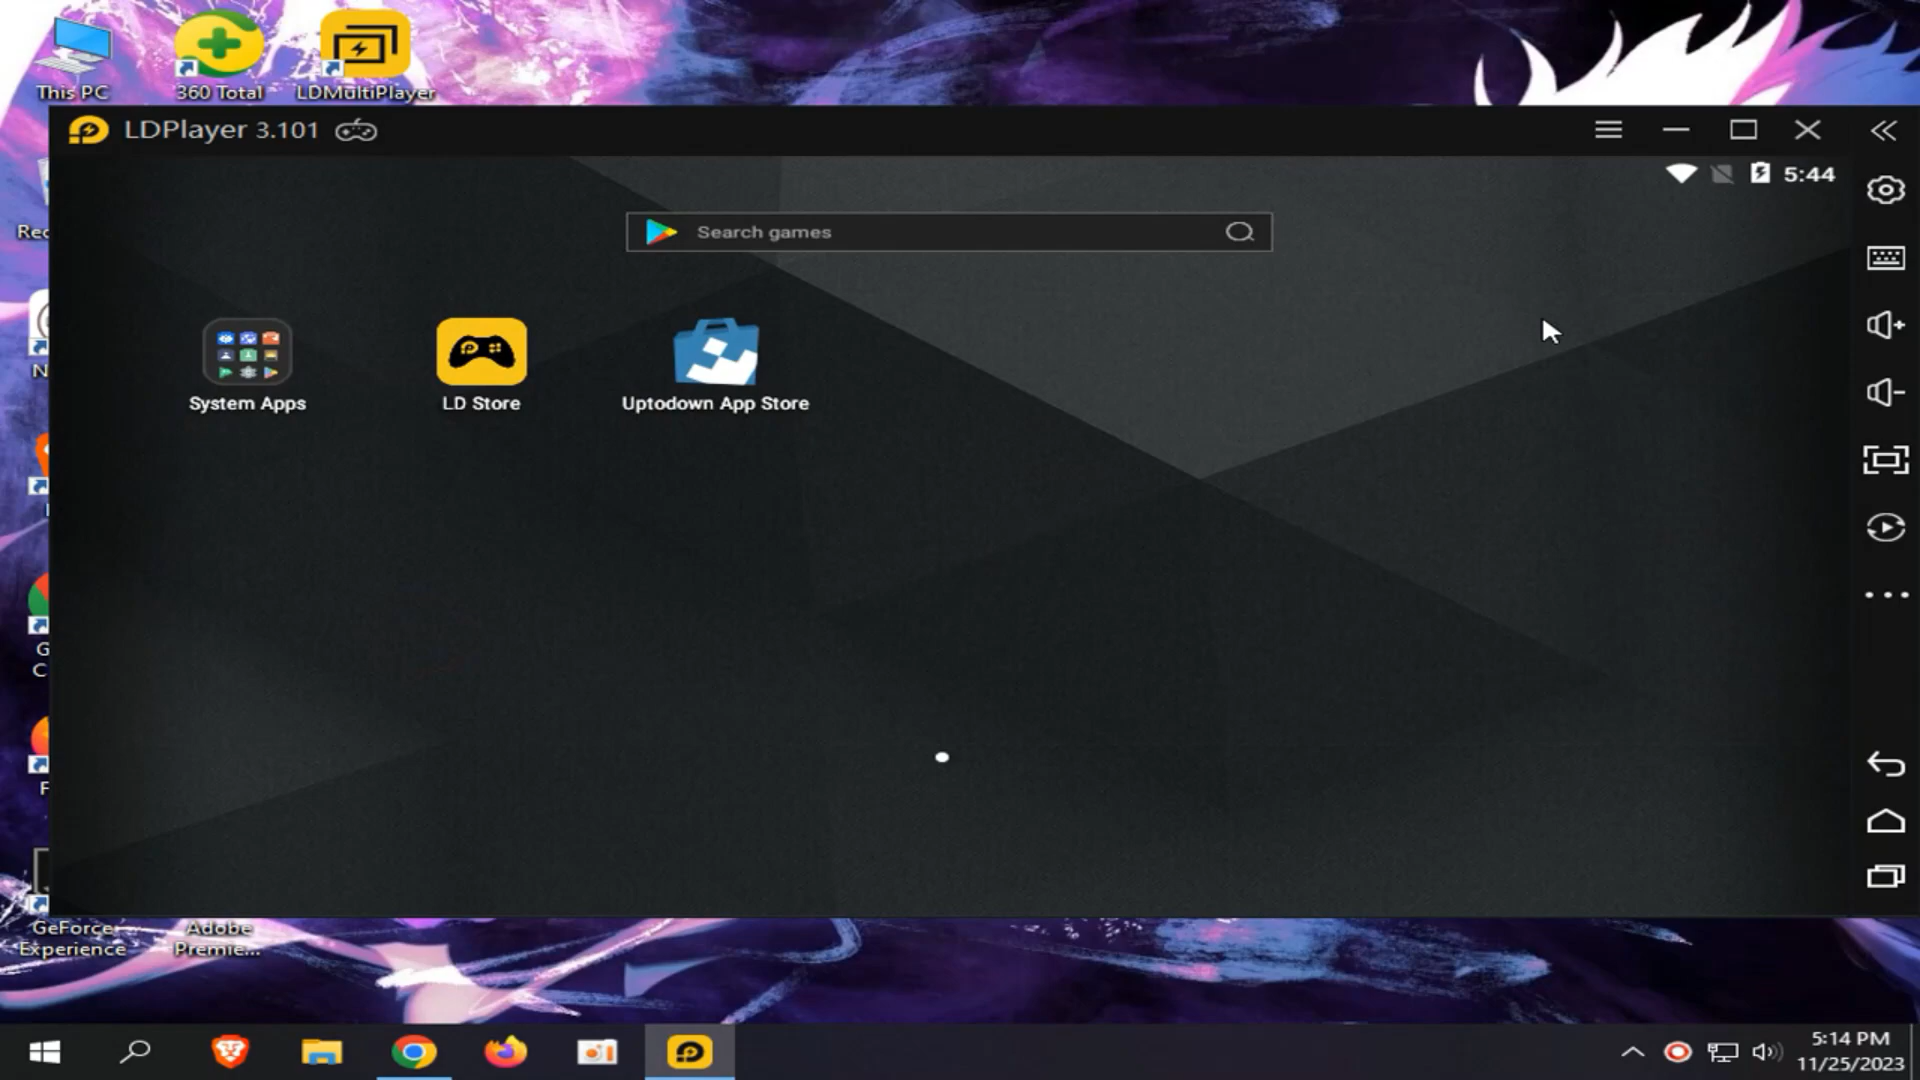 This PC
360 Total
LDMultiPlayer
LDPlayer 3.101
5:44
Rec
Search games
System Apps
LD Store
Uptodown App Store
N
G
C
F
GeForce
Experience
Adobe
Premie...
5:14 PM
11/25/2023